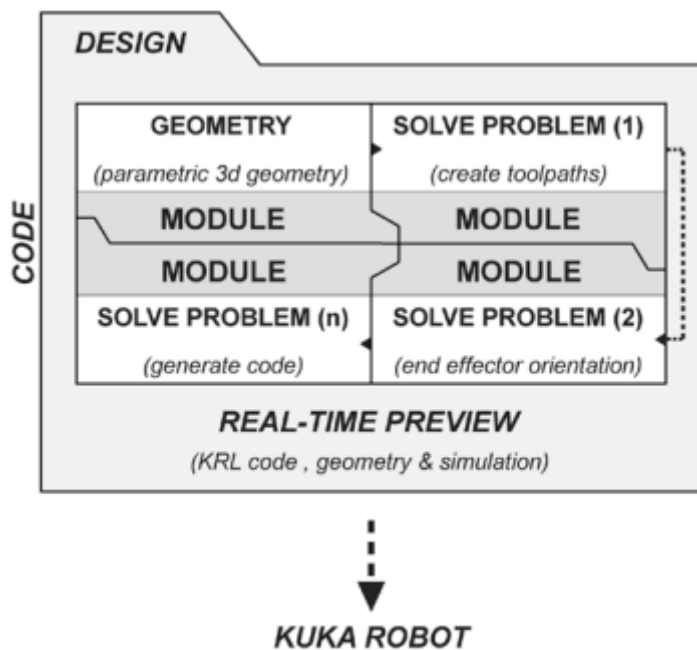 DESIGN
CODE
GEOMETRY
(parametric 3d geometry)
SOLVE PROBLEM (1)
(create toolpaths)
MODULE
MODULE
MODULE
MODULE
SOLVE PROBLEM (n)
(generate code)
SOLVE PROBLEM (2)
(end effector orientation)
REAL-TIME PREVIEW
(KRL code , geometry & simulation)
KUKA ROBOT